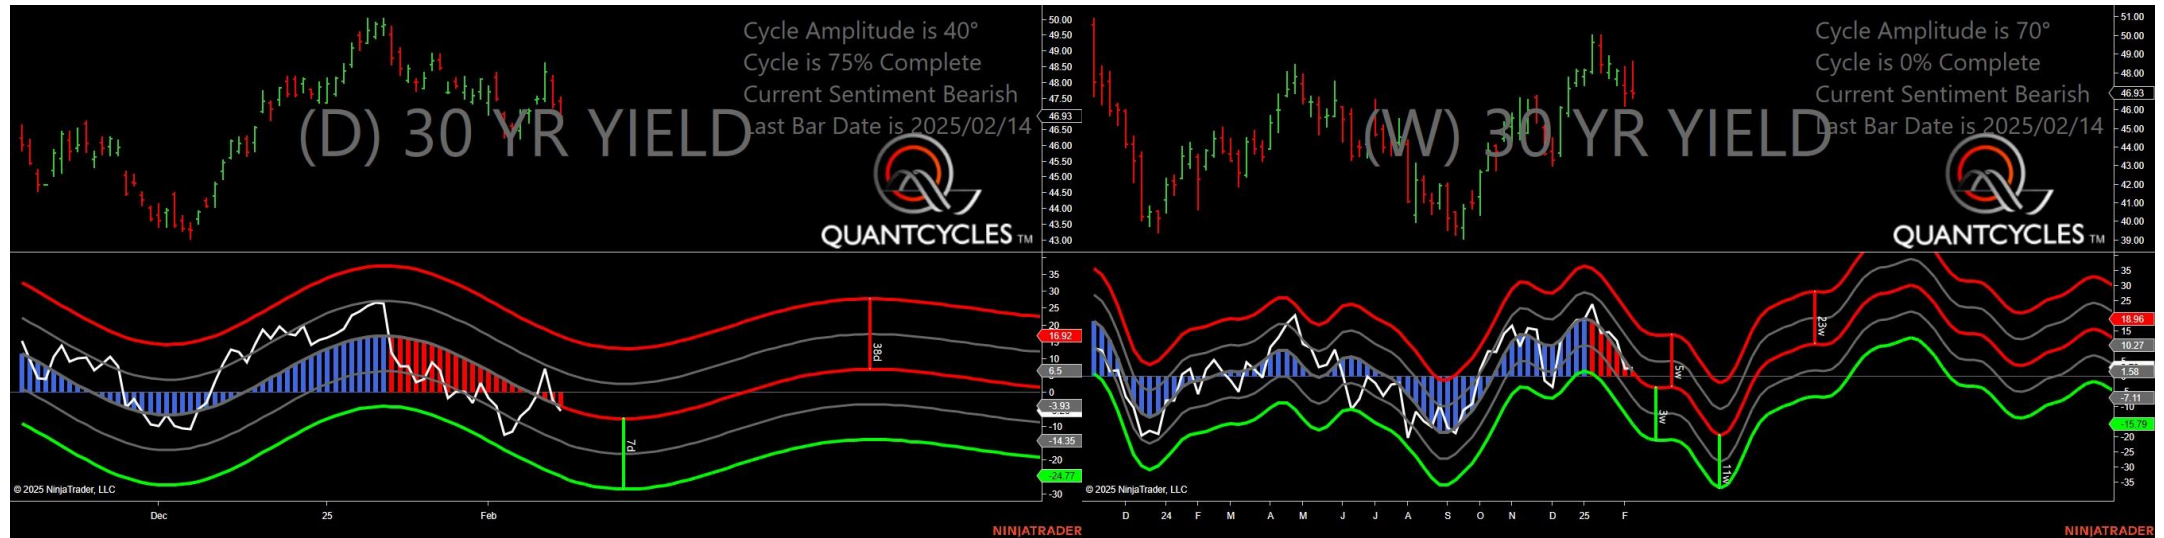 Cycle Amplitude is 40°
Cycle is 75% Complete
Current Sentiment Bearish
Last Bar Date is 2025/02/14
(D) 30 YR YIELD
QUANTCYCLES TM
50.00
49.50
49.00
48.50
48.00
47.50
46.93
46.50
46.00
45.50
45.00
44.50
44.00
43.50
43.00
35
30
25
20
16.92
15
10
6.5
0
-3.93
-10
-14.35
-20
-24.77
-30
38d
7d
© 2025 NinjaTrader, LLC
Dec
25
Feb
NINJATRADER
Cycle Amplitude is 70°
Cycle is 0% Complete
Current Sentiment Bearish
Last Bar Date is 2025/02/14
(W) 30 YR YIELD
QUANTCYCLES TM
51.00
50.00
49.00
48.00
46.93
46.00
45.00
44.00
43.00
42.00
41.00
40.00
39.00
35
30
25
18.96
15
10.27
5
1.58
-7.11
-10
-15.79
-20
-25
-30
-35
23w
5w
3w
11w
© 2025 NinjaTrader, LLC
D
24
F
M
A
M
J
J
A
S
O
N
D
25
F
NINJATRADER